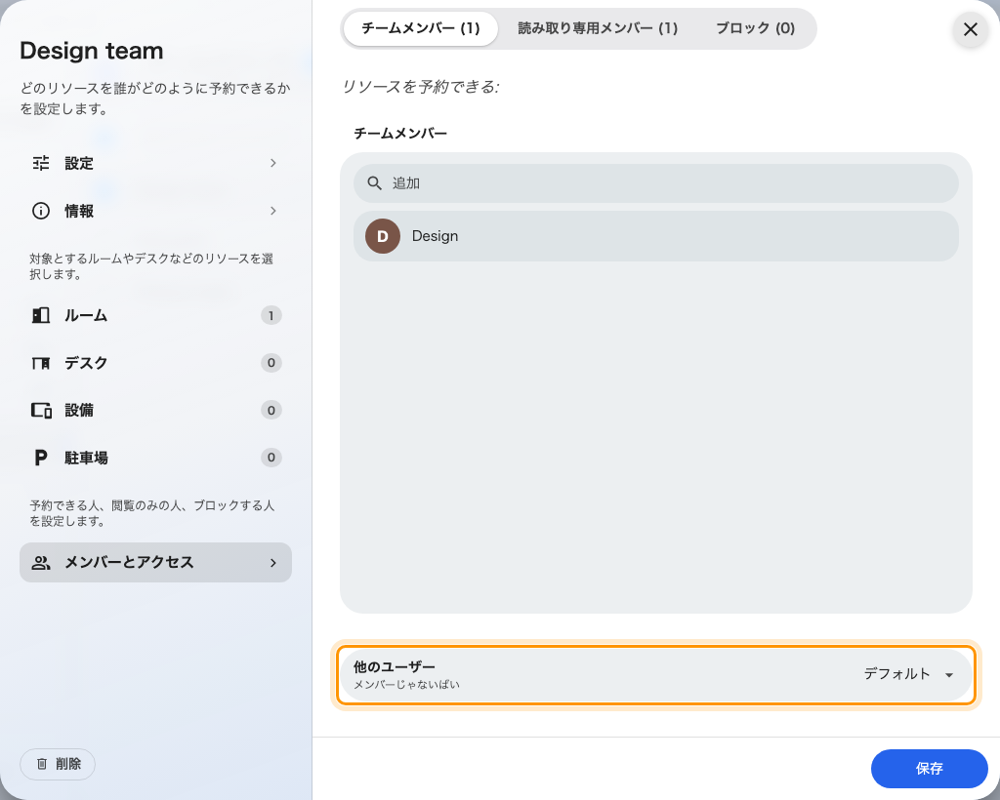 Design team
どのリソースを誰がどのように予約できるか
を設定します。
設定
情報
対象とするルームやデスクなどのリソースを選
択します。
ルーム 1
デスク 0
設備 0
駐車場 0
予約できる人、閲覧のみの人、ブロックする人
を設定します。
メンバーとアクセス
削除
チームメンバー (1) 読み取り専用メンバー (1) ブロック (0)
リソースを予約できる:
チームメンバー
追加
D Design
他のユーザー
メンバーじゃないばい
デフォルト
保存